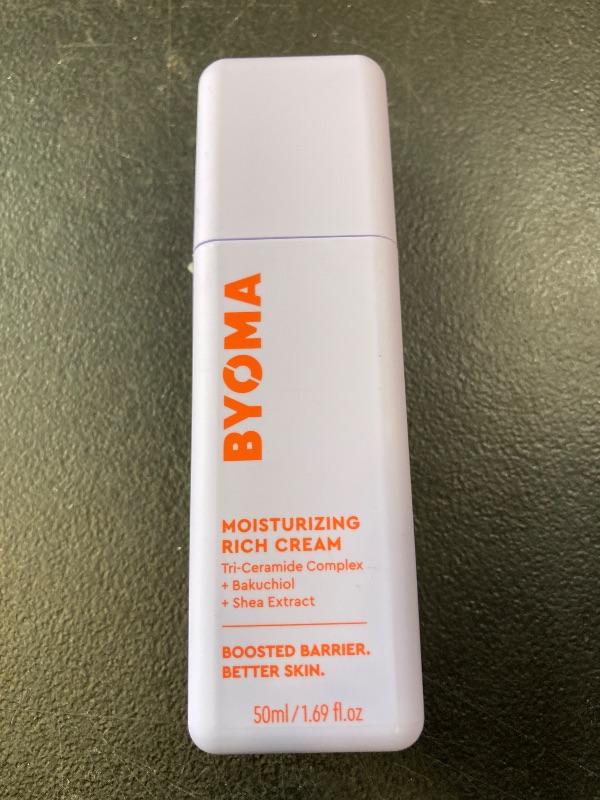 BYOMA
MOISTURIZING
RICH CREAM
Tri-Ceramide Complex
+ Bakuchiol
+ Shea Extract
BOOSTED BARRIER.
BETTER SKIN.
50ml/1.69 fl.oz